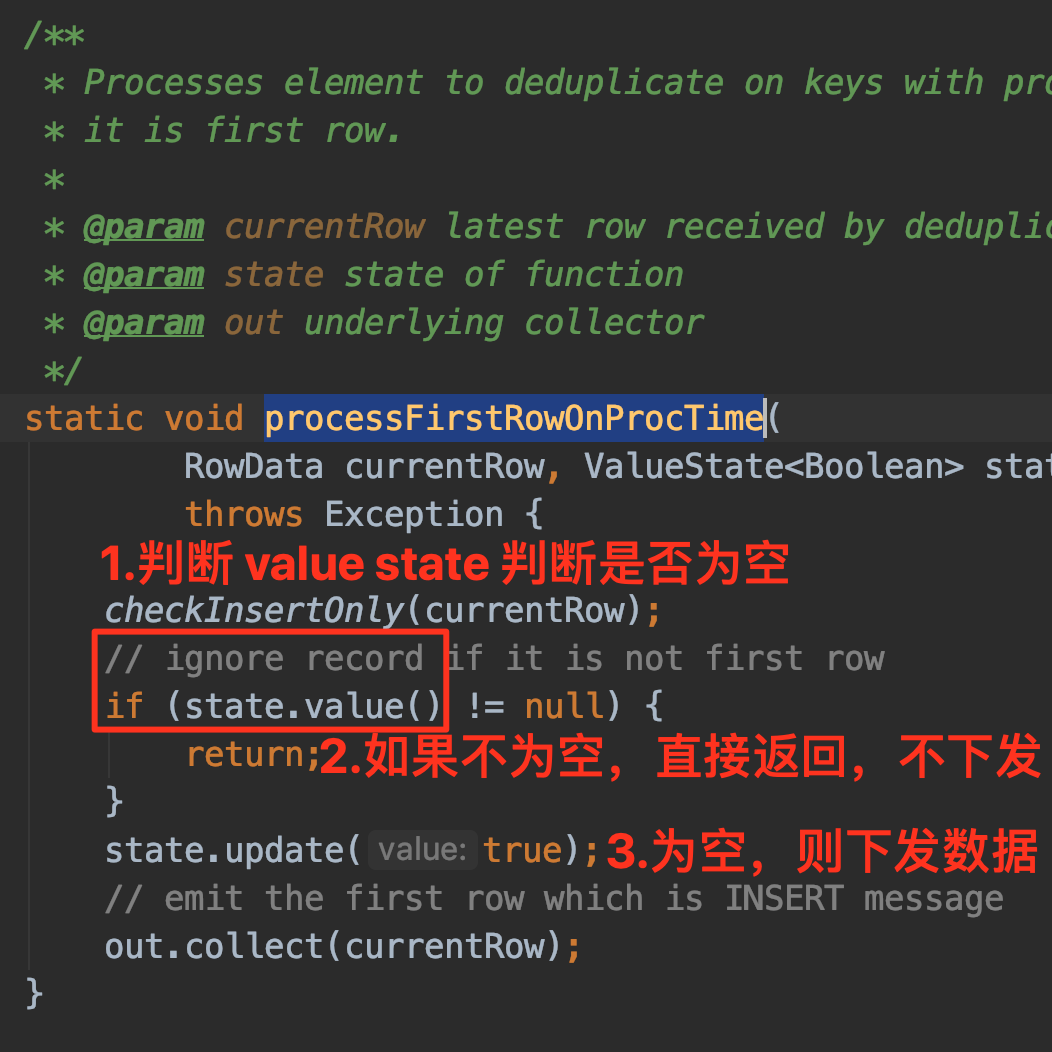 /**
* Processes element to deduplicate on keys with
* it is first row.
*
* @param currentRow latest row received by
* @param state state of function
* @param out underlying collector
*/
static void processFirstRowOnProcTime(
RowData currentRow, ValueState<Boolean>
throws Exception {
1.判断 value state 判断是否为空
checkInsertOnly(currentRow);
// ignore record if it is not first row
if (state.value() != null) {
return;2.如果不为空，直接返回，不下发
}
state.update( value: true);3.为空，则下发数据
// emit the first row which is INSERT message
out.collect(currentRow);
}